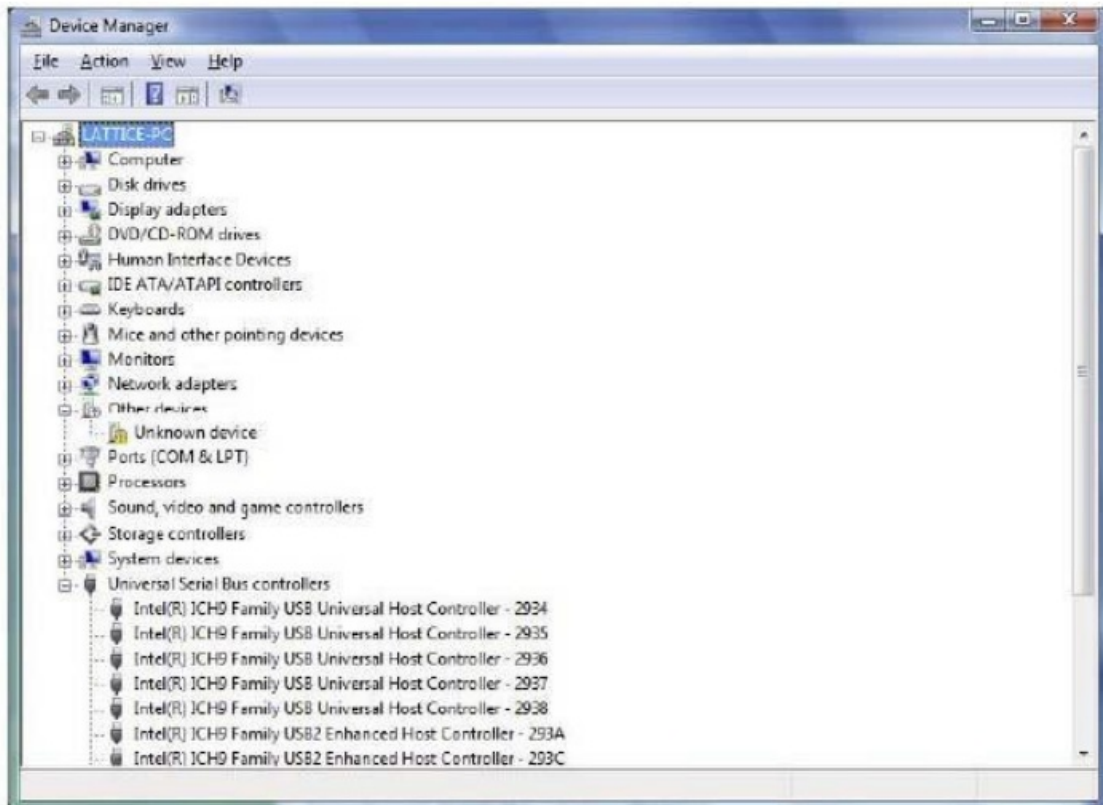 Device Manager
File Action View Help
LATTICE-PC
Computer
Disk drives
Display adapters
DVD/CD-ROM drives
Human Interface Devices
IDE ATA/ATAPI controllers
Keyboards
Mice and other pointing devices
Monitors
Network adapters
Other devices
Unknown device
Ports (COM & LPT)
Processors
Sound, video and game controllers
Storage controllers
System devices
Universal Serial Bus controllers
Intel(R) ICH9 Family USB Universal Host Controller - 2934
Intel(R) ICH9 Family USB Universal Host Controller - 2935
Intel(R) ICH9 Family USB Universal Host Controller - 2936
Intel(R) ICH9 Family USB Universal Host Controller - 2937
Intel(R) ICH9 Family USB Universal Host Controller - 2938
Intel(R) ICH9 Family USB2 Enhanced Host Controller - 293A
Intel(R) ICH9 Family USB2 Enhanced Host Controller - 293C